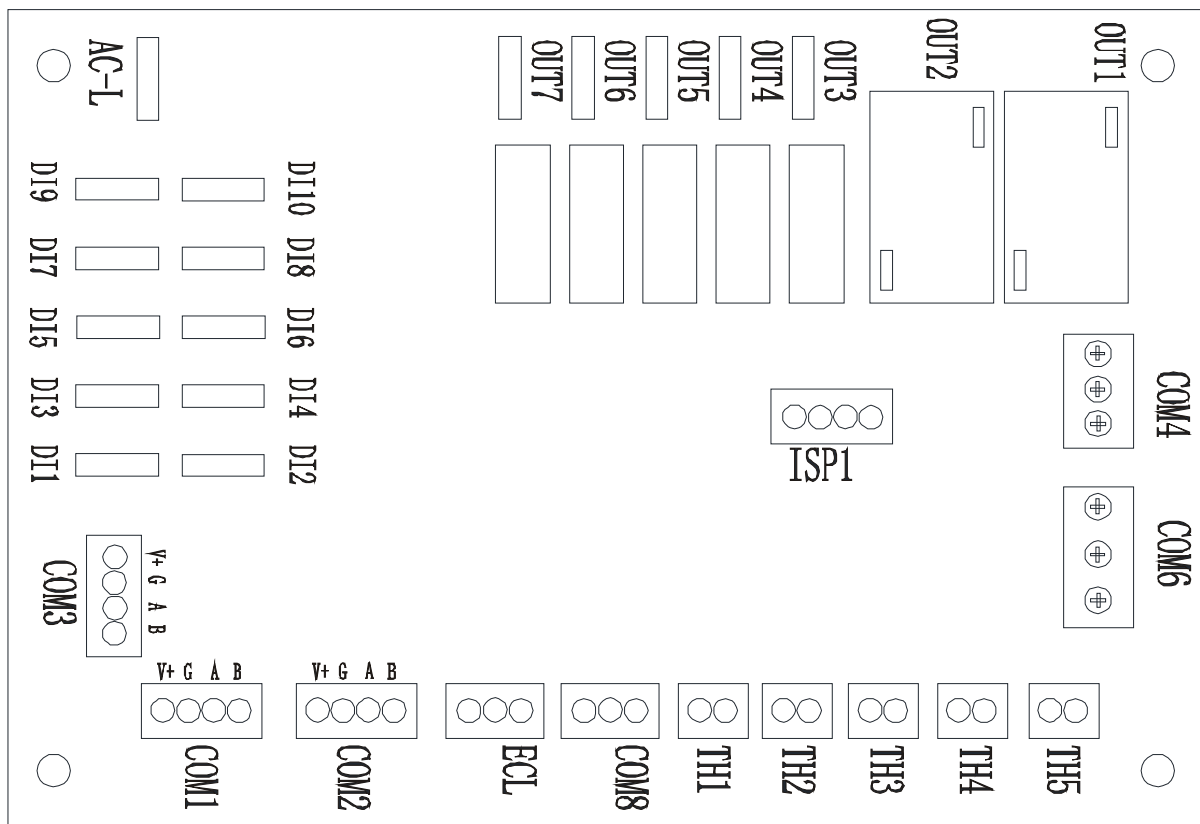 AC-L
OUT7
OUT6
OUT5
OUT4
OUT3
OUT2
OUT1
DI9
DI10
DI7
DI8
DI5
DI6
DI3
DI4
DI1
DI2
COM4
ISP1
COM6
COM3
V+
G
A
B
V+ G A B
V+ G A B
COM1
COM2
ECL
COM8
TH1
TH2
TH3
TH4
TH5